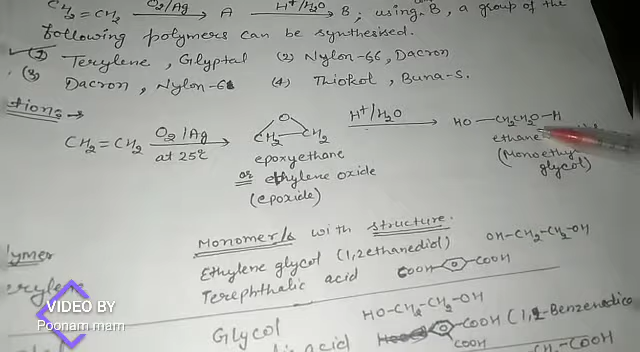 CH2=CH2 O2/Ag → A H+/H2O → B ; using B, a group of the
following polymers can be synthesised.
(1) Terylene, Glyptal (2) Nylon-66, Dacron
(3) Dacron, Nylon-6 (4) Thiokol, Buna-S.
CH2=CH2 O2/Ag at 25℃ → O CH2 CH2 H+/H2O → HO-CH2CH2O-H
epoxyethane ethane
or ethylene oxide (Monoethyl
(epoxide) glycol)
Monomer/s with structure.
Ethylene glycol (1,2 ethanediol) OH-CH2-CH2-OH
Terephthalic acid COOH COOH
Glycol HO-CH2-CH2-OH
acid COOH (1,2-Benzenedica
COOH
VIDEO BY
Poonam mam